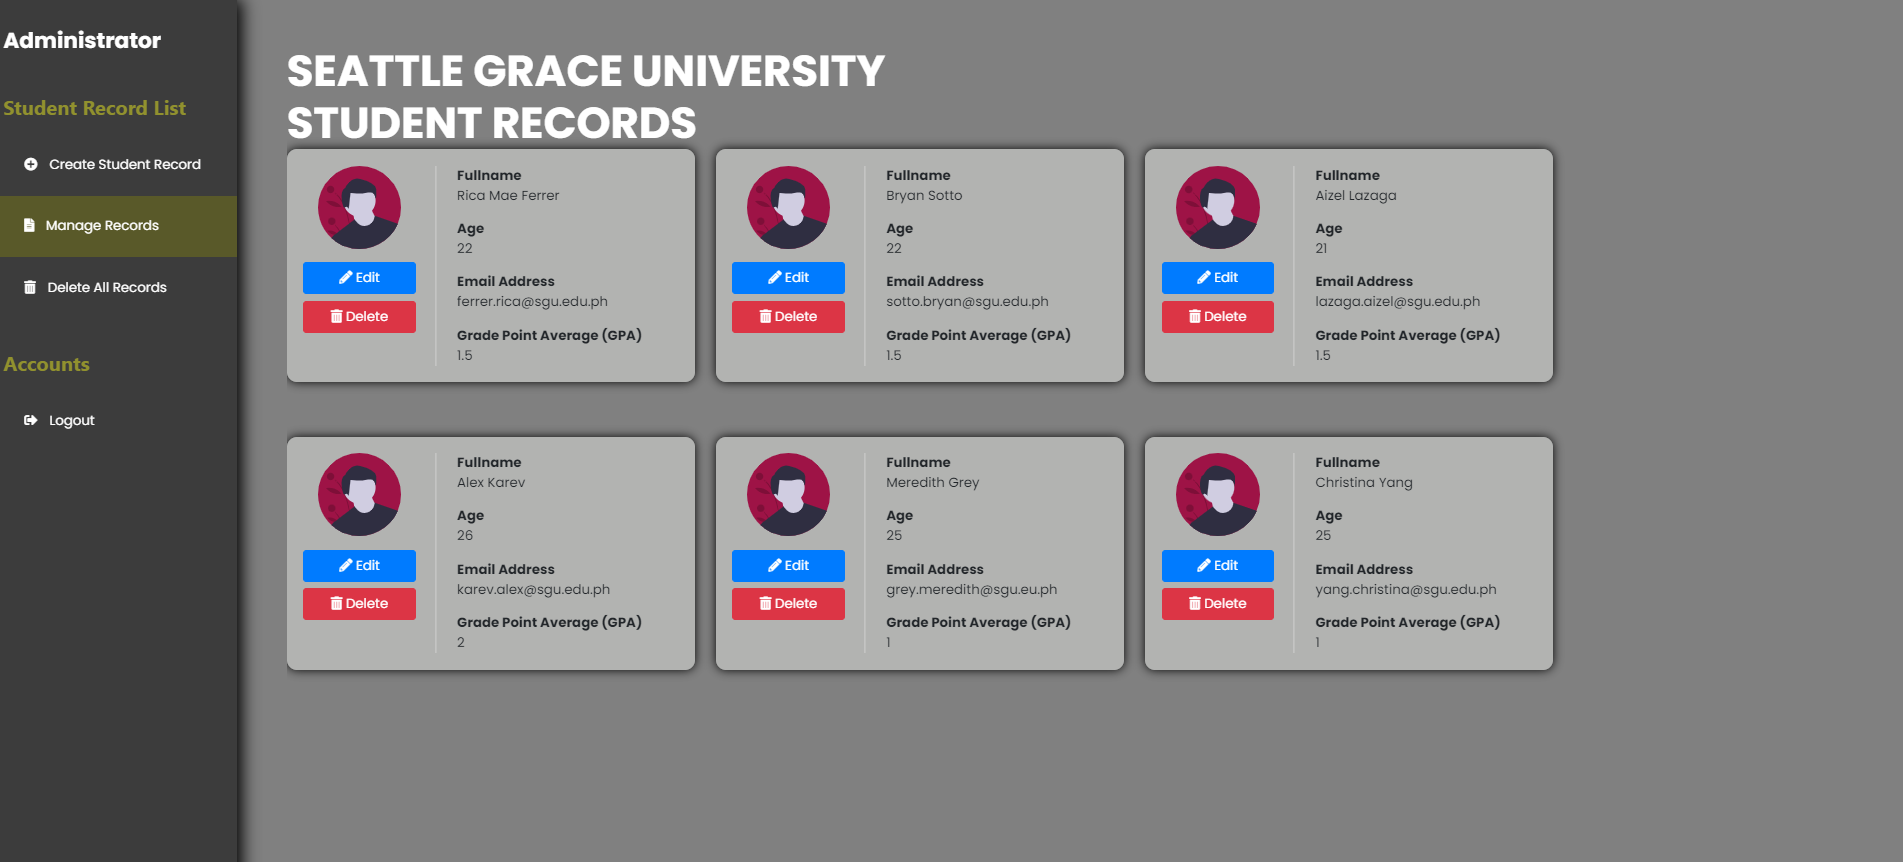 Administrator
Student Record List
Create Student Record
Manage Records
Delete All Records
Accounts
Logout
SEATTLE GRACE UNIVERSITY
STUDENT RECORDS
Edit
Delete
Fullname
Rica Mae Ferrer
Age
22
Email Address
ferrer.rica@sgu.edu.ph
Grade Point Average (GPA)
1.5
Edit
Delete
Fullname
Bryan Sotto
Age
22
Email Address
sotto.bryan@sgu.edu.ph
Grade Point Average (GPA)
1.5
Edit
Delete
Fullname
Aizel Lazaga
Age
21
Email Address
lazaga.aizel@sgu.edu.ph
Grade Point Average (GPA)
1.5
Edit
Delete
Fullname
Alex Karev
Age
26
Email Address
karev.alex@sgu.edu.ph
Grade Point Average (GPA)
2
Edit
Delete
Fullname
Meredith Grey
Age
25
Email Address
grey.meredith@sgu.eu.ph
Grade Point Average (GPA)
1
Edit
Delete
Fullname
Christina Yang
Age
25
Email Address
yang.christina@sgu.edu.ph
Grade Point Average (GPA)
1